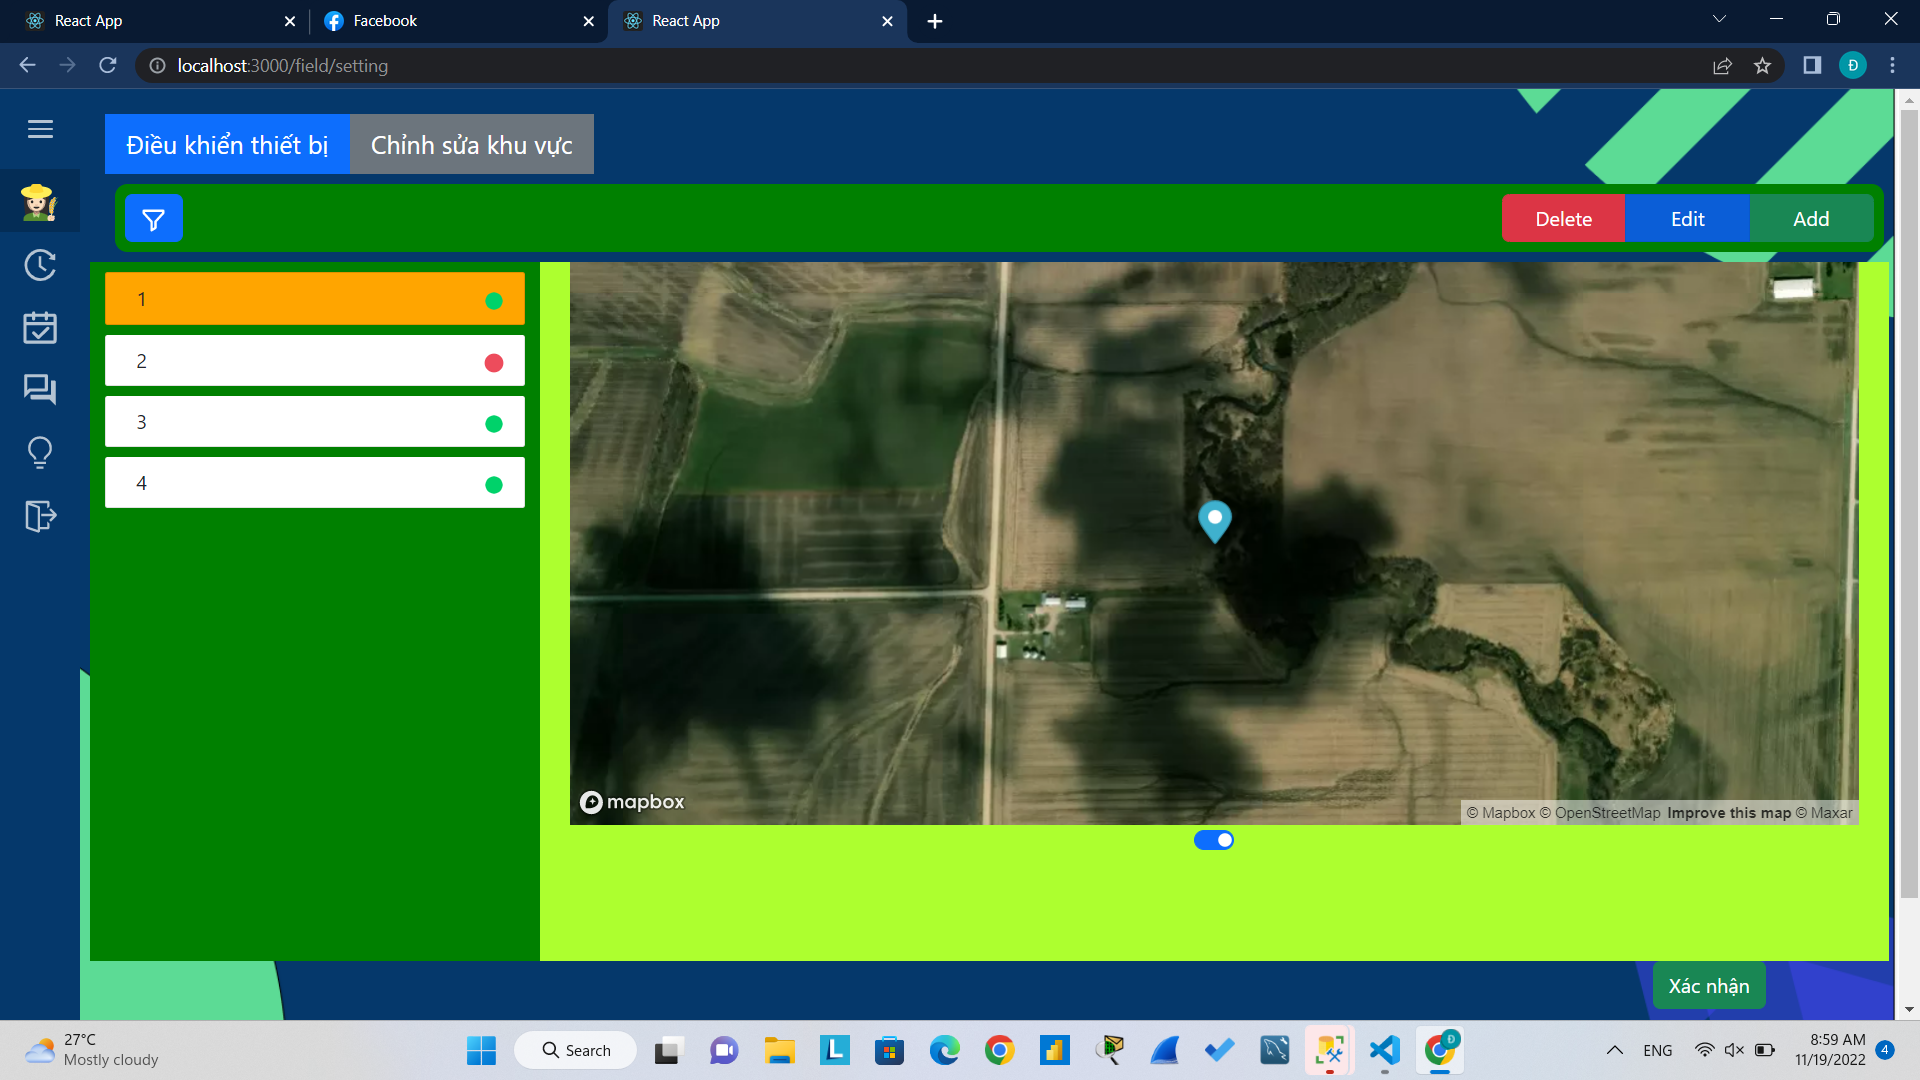 React App
Facebook
React App
localhost:3000/field/setting
Đ
Điều khiển thiết bị
Chỉnh sửa khu vực
Delete
Edit
Add
1
2
3
4
mapbox
© Mapbox © OpenStreetMap Improve this map © Maxar
Xác nhận
27°C
Mostly cloudy
Search
L
Đ
ENG
8:59 AM
11/19/2022
4